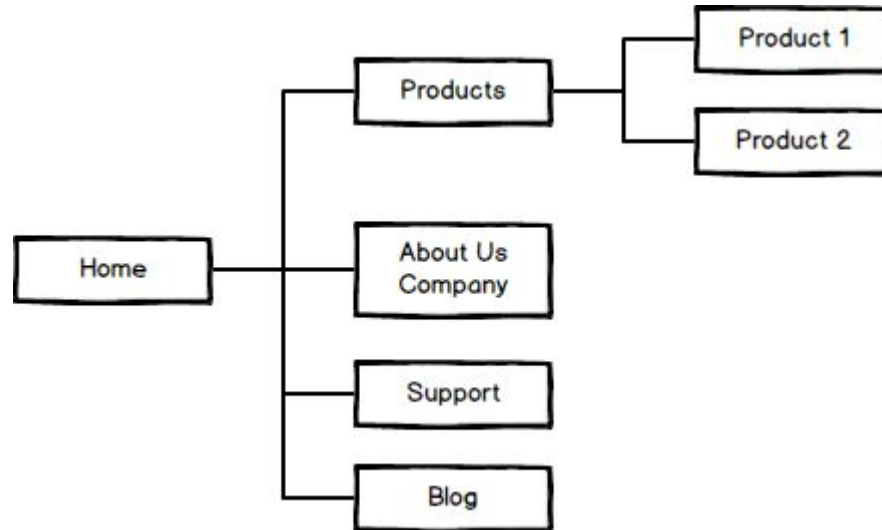 Product 1
Products
Product 2
Home
About Us
Company
Support
Blog